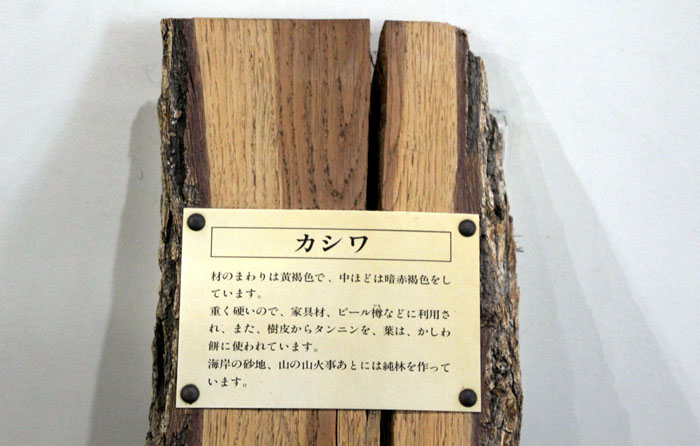 カシワ
材のまわりは黄褐色で、中ほどは暗赤褐色をし
ています。
重く硬いので、家具材、ビール樽などに利用さ
れ、また、樹皮からタンニンを、葉は、かしわ
餅に使われています。
海岸の砂地、山の山火事あとには純林を作って
います。